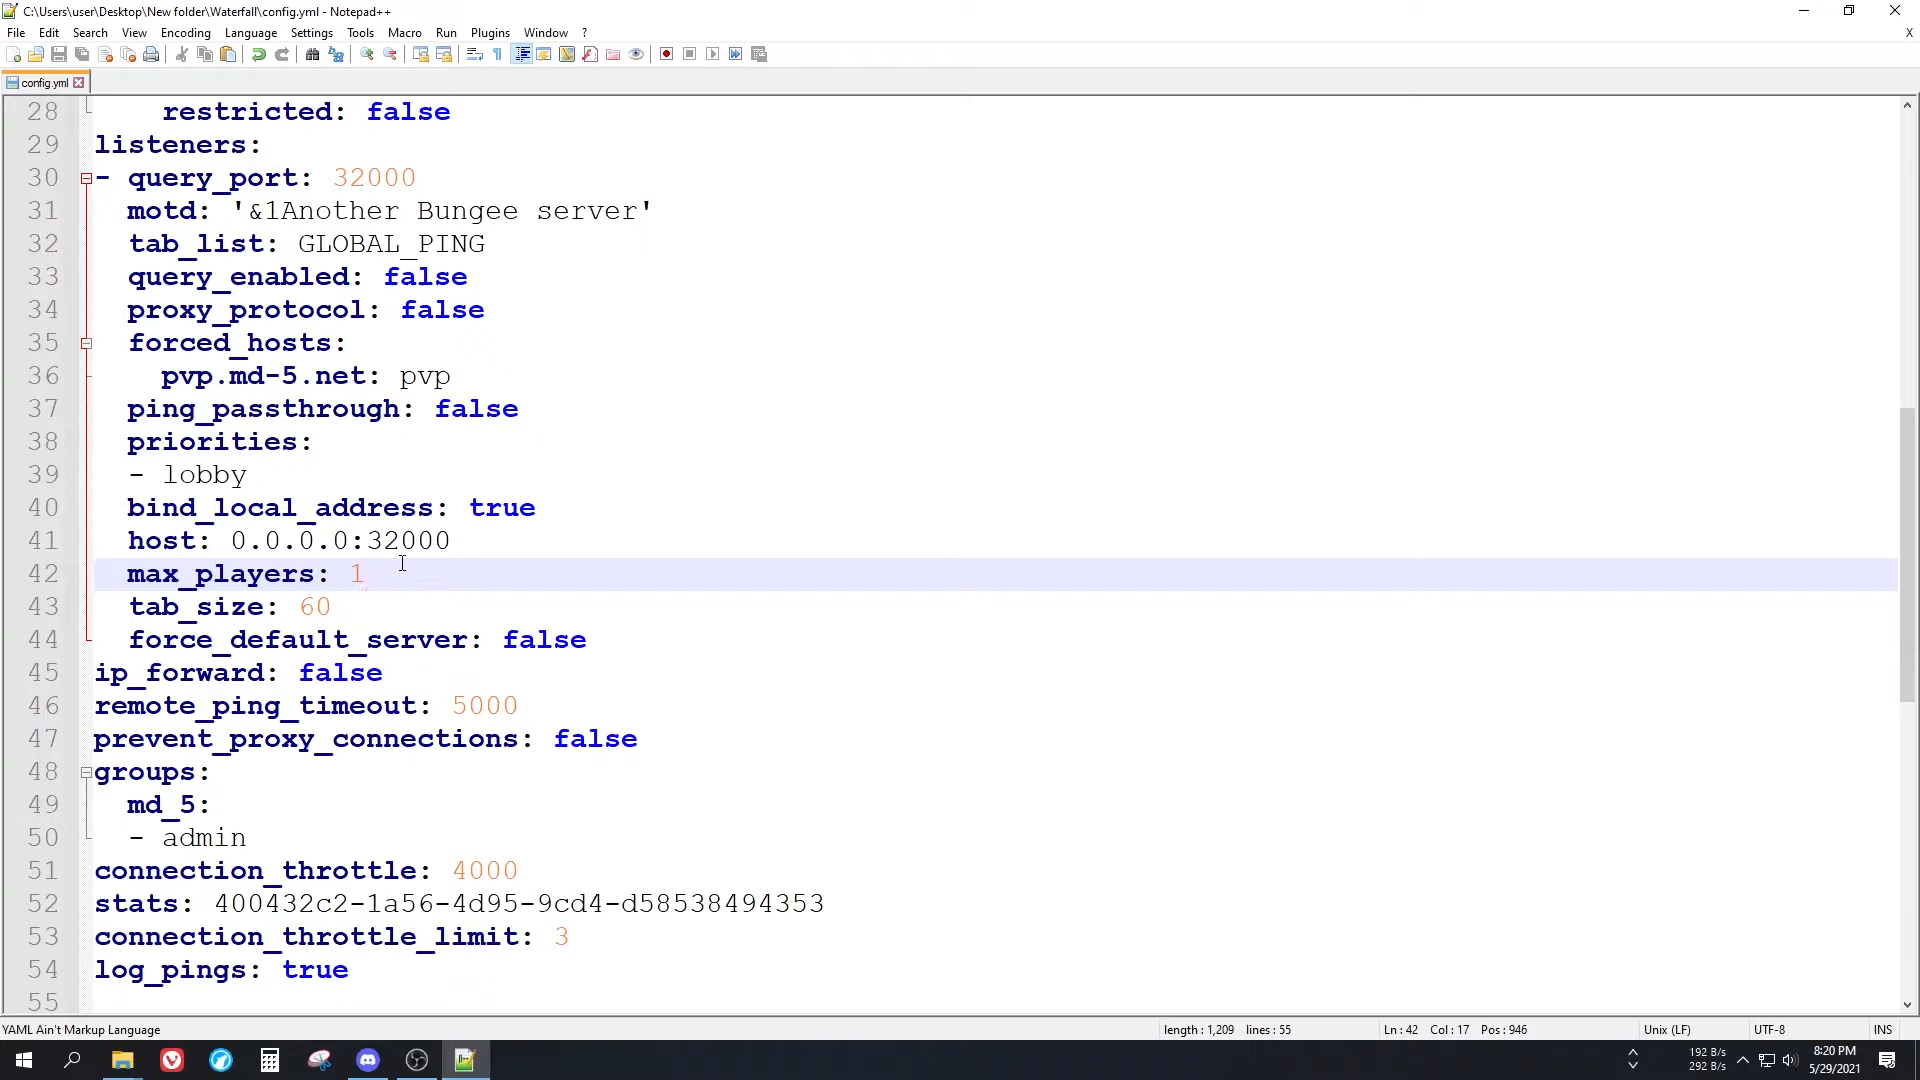 C:\Users\user\Desktop\New folder\Waterfall\config.yml - Notepad++
File Edit Search View Encoding Language Settings Tools Macro Run Plugins Window ?
X
config.yml
28 restricted: false
29 listeners:
30 - query_port: 32000
31 motd: '&1Another Bungee server'
32 tab_list: GLOBAL_PING
33 query_enabled: false
34 proxy_protocol: false
35 forced_hosts:
36 pvp.md-5.net: pvp
37 ping_passthrough: false
38 priorities:
39 - lobby
40 bind_local_address: true
41 host: 0.0.0.0:32000
42 max_players: 1
43 tab_size: 60
44 force_default_server: false
45 ip_forward: false
46 remote_ping_timeout: 5000
47 prevent_proxy_connections: false
48 groups:
49 md_5:
50 - admin
51 connection_throttle: 4000
52 stats: 400432c2-1a56-4d95-9cd4-d58538494353
53 connection_throttle_limit: 3
54 log_pings: true
55
YAML Ain't Markup Language length : 1,209 lines : 55 Ln : 42 Col : 17 Pos : 946 Unix (LF) UTF-8 INS
192 B/s
292 B/s
8:20 PM
5/29/2021